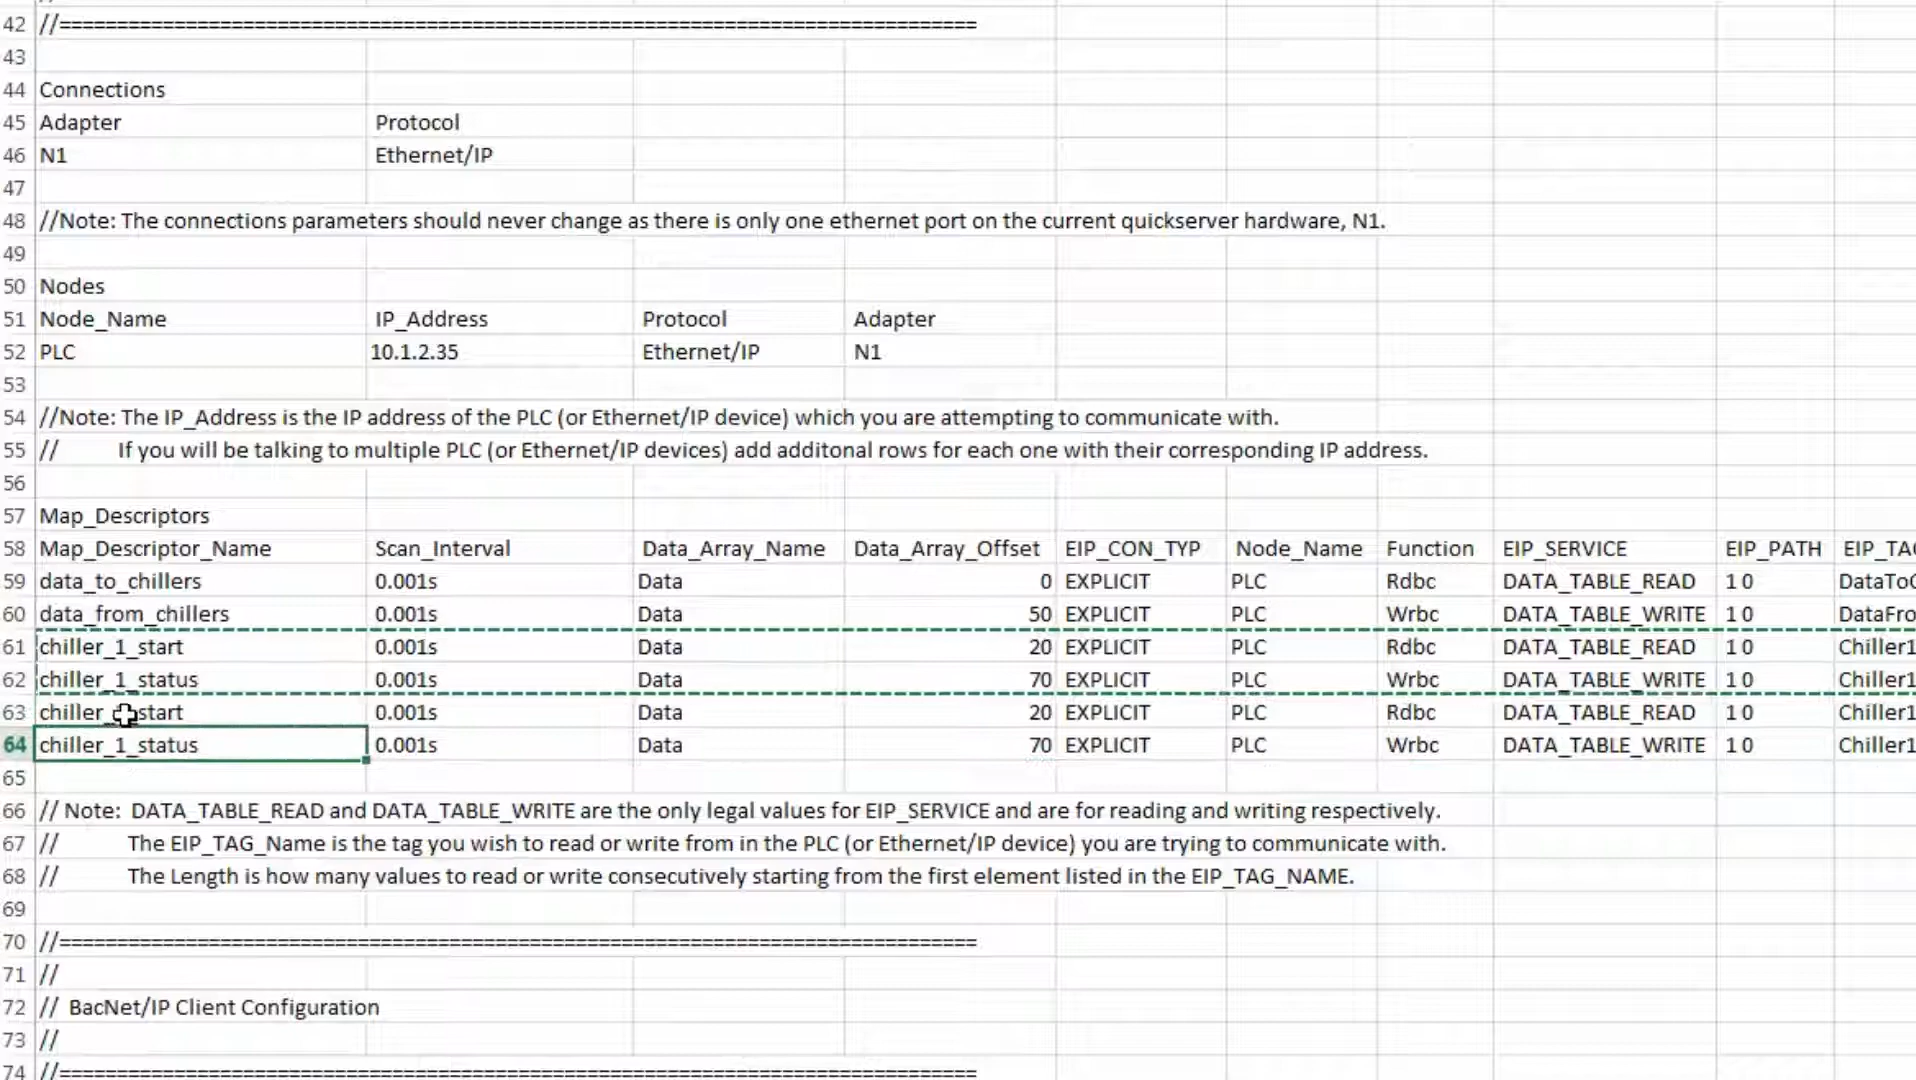 42 //===========================================================================================
43
44 Connections
45 Adapter Protocol
46 N1 Ethernet/IP
47
48 //Note: The connections parameters should never change as there is only one ethernet port on the current quickserver hardware, N1.
49
50 Nodes
51 Node_Name IP_Address Protocol Adapter
52 PLC 10.1.2.35 Ethernet/IP N1
53
54 //Note: The IP_Address is the IP address of the PLC (or Ethernet/IP device) which you are attempting to communicate with.
55 // If you will be talking to multiple PLC (or Ethernet/IP devices) add additonal rows for each one with their corresponding IP address.
56
57 Map_Descriptors
58 Map_Descriptor_Name Scan_Interval Data_Array_Name Data_Array_Offset EIP_CON_TYP Node_Name Function EIP_SERVICE EIP_PATH EIP_TAG
59 data_to_chillers 0.001s Data 0 EXPLICIT PLC Rdbc DATA_TABLE_READ 1 0 DataToC
60 data_from_chillers 0.001s Data 50 EXPLICIT PLC Wrbc DATA_TABLE_WRITE 1 0 DataFro
61 chiller_1_start 0.001s Data 20 EXPLICIT PLC Rdbc DATA_TABLE_READ 1 0 Chiller1
62 chiller_1_status 0.001s Data 70 EXPLICIT PLC Wrbc DATA_TABLE_WRITE 1 0 Chiller1
63 chiller_1_start 0.001s Data 20 EXPLICIT PLC Rdbc DATA_TABLE_READ 1 0 Chiller1
64 chiller_1_status 0.001s Data 70 EXPLICIT PLC Wrbc DATA_TABLE_WRITE 1 0 Chiller1
65
66 // Note: DATA_TABLE_READ and DATA_TABLE_WRITE are the only legal values for EIP_SERVICE and are for reading and writing respectively.
67 // The EIP_TAG_Name is the tag you wish to read or write from in the PLC (or Ethernet/IP device) you are trying to communicate with.
68 // The Length is how many values to read or write consecutively starting from the first element listed in the EIP_TAG_NAME.
69
70 //===========================================================================================
71 //
72 // BacNet/IP Client Configuration
73 //
74 //===========================================================================================